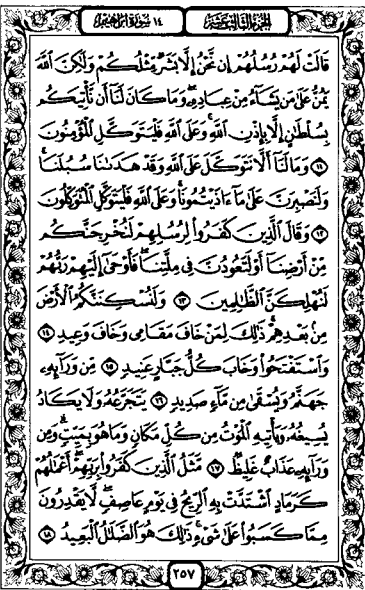 الجزء الثالث عشر ١٤ سورة إبراهيم
قَالَتْ لَهُمْ رُسُلُهُمْ إِن نَّحْنُ إِلَّا بَشَرٌ مِّثْلُكُمْ وَلَٰكِنَّ ٱللَّهَ
يَمُنُّ عَلَىٰ مَن يَشَآءُ مِنْ عِبَادِهِۦ وَمَا كَانَ لَنَآ أَن نَّأْتِيَكُم
بِسُلْطَٰنٍ إِلَّا بِإِذْنِ ٱللَّهِ وَعَلَى ٱللَّهِ فَلْيَتَوَكَّلِ ٱلْمُؤْمِنُونَ
١١ وَمَا لَنَآ أَلَّا نَتَوَكَّلَ عَلَى ٱللَّهِ وَقَدْ هَدَىٰنَا سُبُلَنَا
وَلَنَصْبِرَنَّ عَلَىٰ مَآ ءَاذَيْتُمُونَا وَعَلَى ٱللَّهِ فَلْيَتَوَكَّلِ ٱلْمُتَوَكِّلُونَ
١٢ وَقَالَ ٱلَّذِينَ كَفَرُوا۟ لِرُسُلِهِمْ لَنُخْرِجَنَّكُم
مِّنْ أَرْضِنَآ أَوْ لَتَعُودُنَّ فِى مِلَّتِنَا فَأَوْحَىٰٓ إِلَيْهِمْ رَبُّهُمْ
لَنُهْلِكَنَّ ٱلظَّٰلِمِينَ ١٣ وَلَنُسْكِنَنَّكُمُ ٱلْأَرْضَ
مِنۢ بَعْدِهِمْ ذَٰلِكَ لِمَنْ خَافَ مَقَامِى وَخَافَ وَعِيدِ ١٤
وَٱسْتَفْتَحُوا۟ وَخَابَ كُلُّ جَبَّارٍ عَنِيدٍ ١٥ مِّن وَرَآئِهِۦ
جَهَنَّمُ وَيُسْقَىٰ مِن مَّآءٍ صَدِيدٍ ١٦ يَتَجَرَّعُهُۥ وَلَا يَكَادُ
يُسِيغُهُۥ وَيَأْتِيهِ ٱلْمَوْتُ مِن كُلِّ مَكَانٍ وَمَا هُوَ بِمَيِّتٍ وَمِن
وَرَآئِهِۦ عَذَابٌ غَلِيظٌ ١٧ مَّثَلُ ٱلَّذِينَ كَفَرُوا۟ بِرَبِّهِمْ أَعْمَٰلُهُمْ
كَرَمَادٍ ٱشْتَدَّتْ بِهِ ٱلرِّيحُ فِى يَوْمٍ عَاصِفٍ لَّا يَقْدِرُونَ
مِمَّا كَسَبُوا۟ عَلَىٰ شَىْءٍ ذَٰلِكَ هُوَ ٱلضَّلَٰلُ ٱلْبَعِيدُ ١٨
٢٥٧